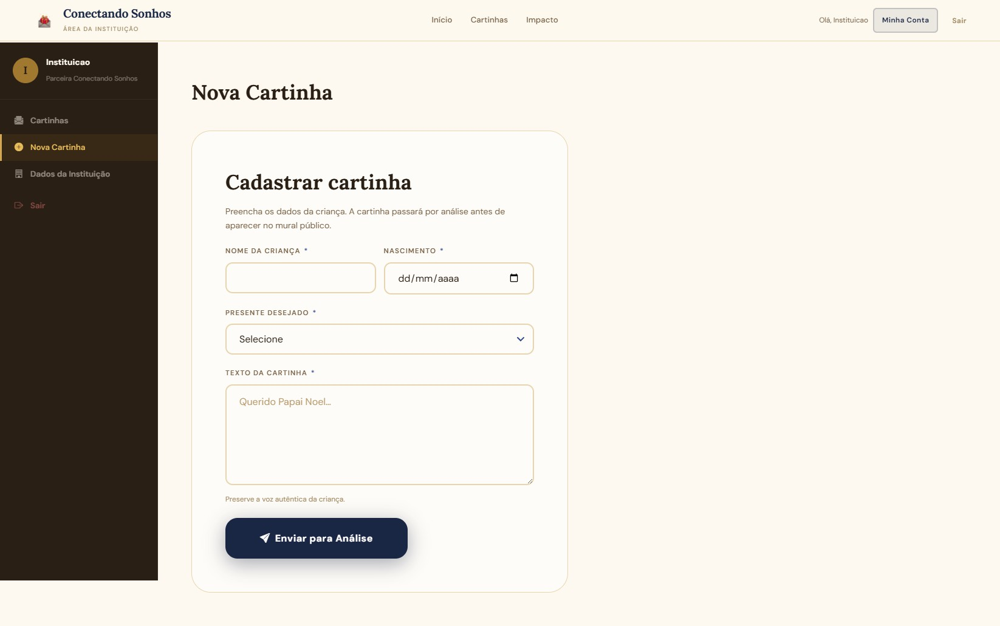 Conectando Sonhos
ÁREA DA INSTITUIÇÃO
Início
Cartinhas
Impacto
Olá, Instituicao
Minha Conta
Sair
I
Instituicao
Parceira Conectando Sonhos
Cartinhas
Nova Cartinha
Dados da Instituição
Sair
Nova Cartinha
Cadastrar cartinha
Preencha os dados da criança. A cartinha passará por análise antes de
aparecer no mural público.
NOME DA CRIANÇA *
NASCIMENTO *
dd/mm/aaaa
PRESENTE DESEJADO *
Selecione
TEXTO DA CARTINHA *
Querido Papai Noel...
Preserve a voz autêntica da criança.
Enviar para Análise